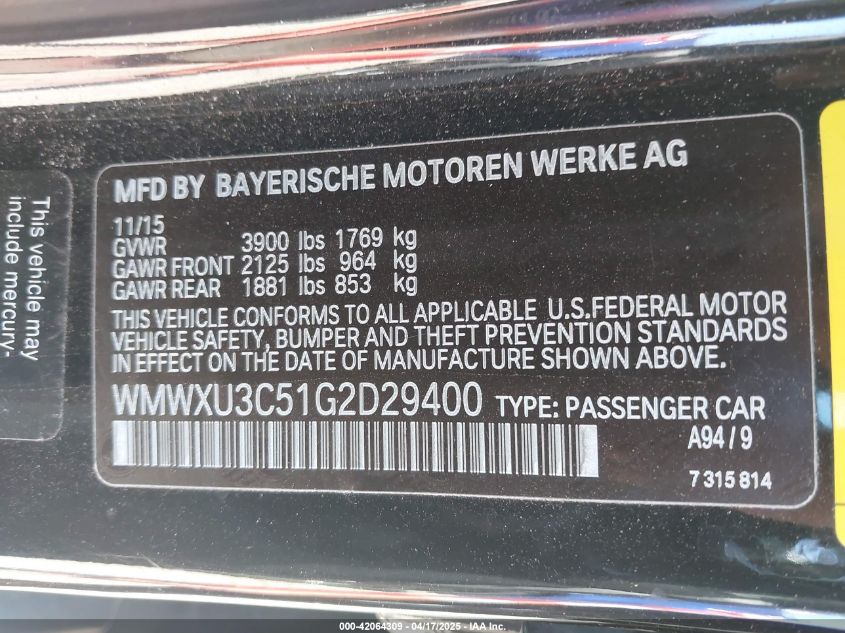 This vehicle may
include mercury-
MFD BY BAYERISCHE MOTOREN WERKE AG
11/15
GVWR 3900 lbs 1769 kg
GAWR FRONT 2125 lbs 964 kg
GAWR REAR 1881 lbs 853 kg
THIS VEHICLE CONFORMS TO ALL APPLICABLE U.S.FEDERAL MOTOR
VEHICLE SAFETY, BUMPER AND THEFT PREVENTION STANDARDS
IN EFFECT ON THE DATE OF MANUFACTURE SHOWN ABOVE.
WMWXU3C51G2D29400 TYPE: PASSENGER CAR
A94/9
7 315 814
000-42064309 - 04/17/2025 - IAA Inc.